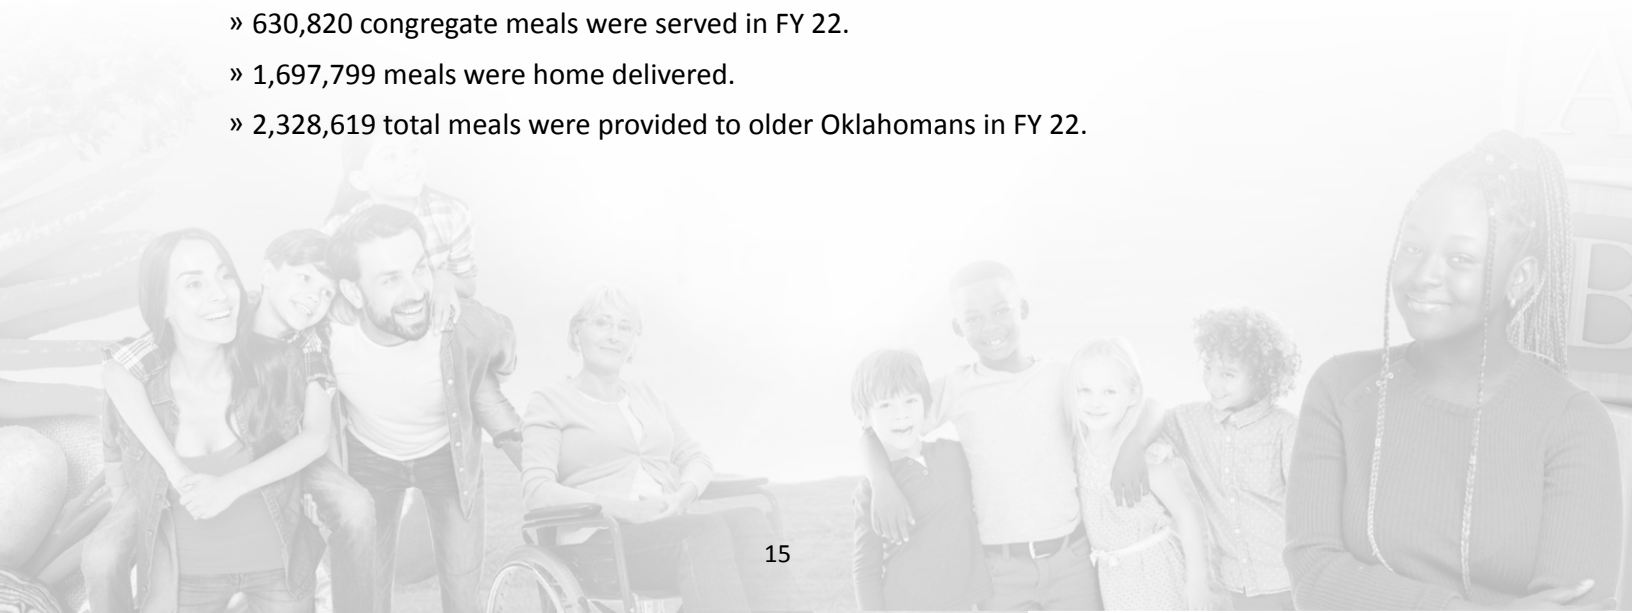 » 630,820 congregate meals were served in FY 22.
» 1,697,799 meals were home delivered.
» 2,328,619 total meals were provided to older Oklahomans in FY 22.
A
B
15